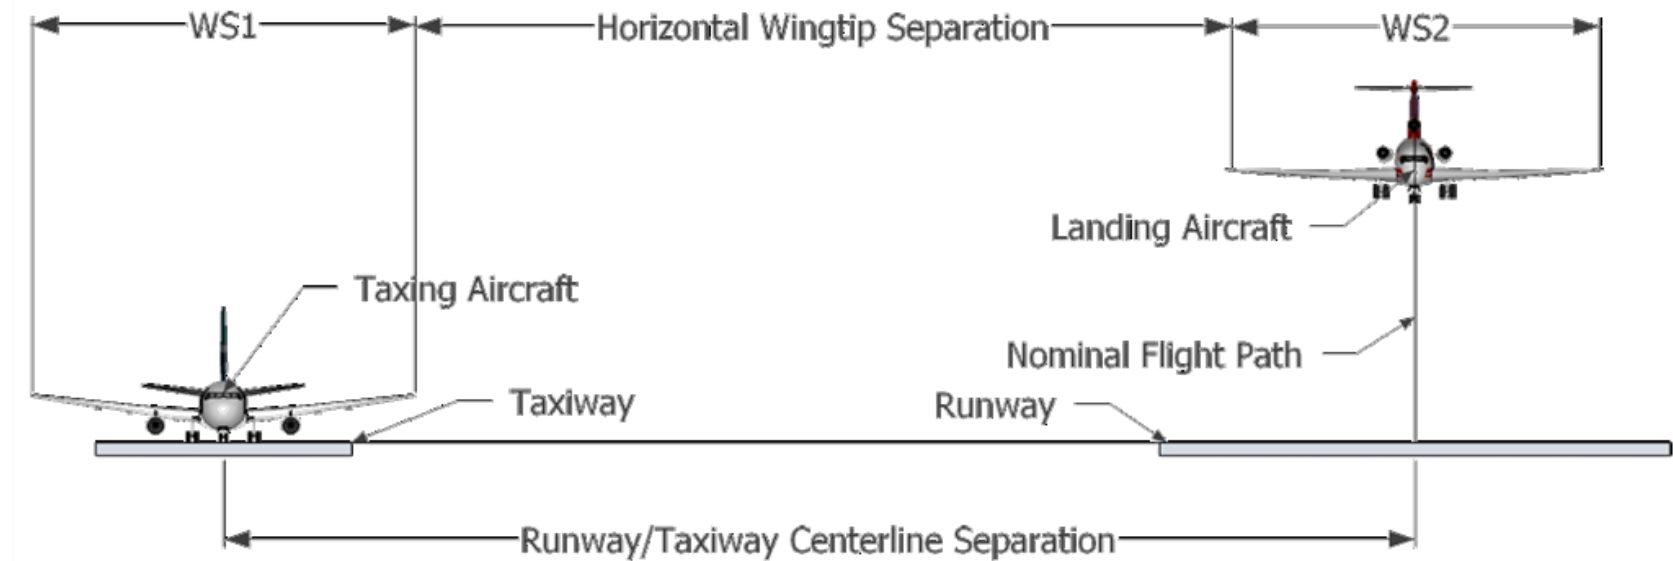 WS1
Horizontal Wingtip Separation
WS2
Landing Aircraft
Taxing Aircraft
Nominal Flight Path
Taxiway
Runway
Runway/Taxiway Centerline Separation